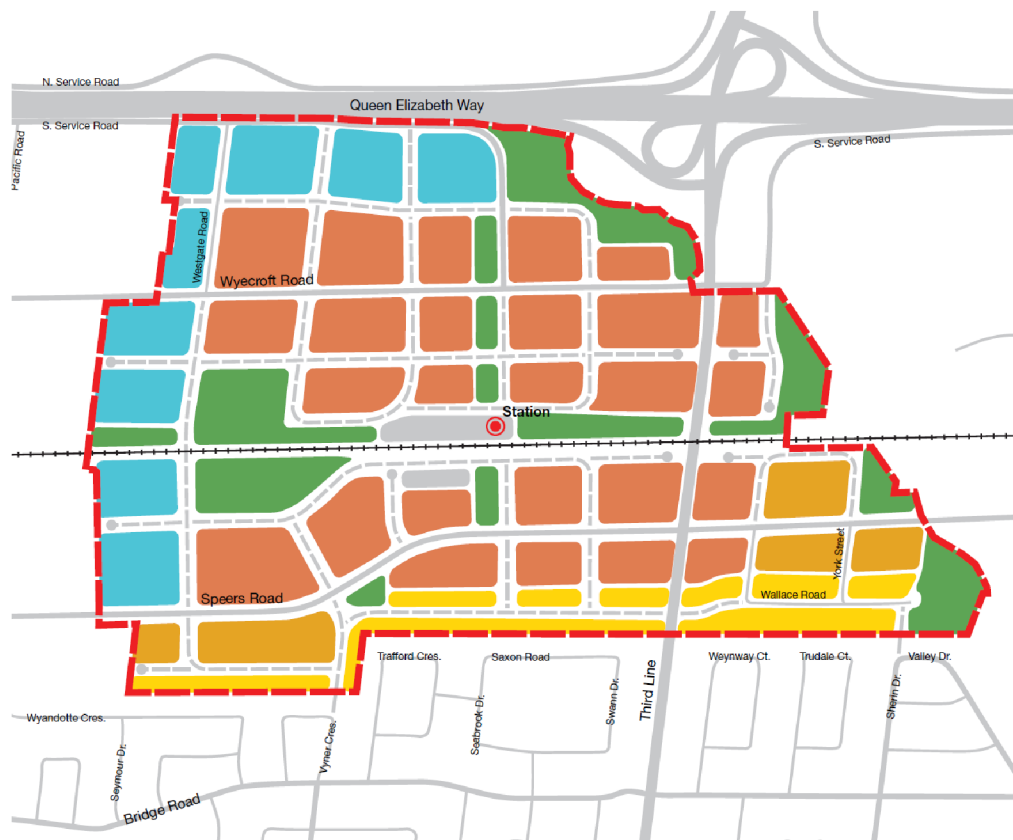 N. Service Road
Queen Elizabeth Way
S. Service Road
S. Service Road
Pacific Road
Westgate Road
Wyecroft Road
Station
York Street
Speers Road
Wallace Road
Trafford Cres.
Saxon Road
Weynway Ct.
Trudale Ct.
Valley Dr.
Third Line
Swann Dr.
Sherin Dr.
Seabrook Dr.
Wyandotte Cres.
Vyner Cres.
Seymour Dr.
Bridge Road